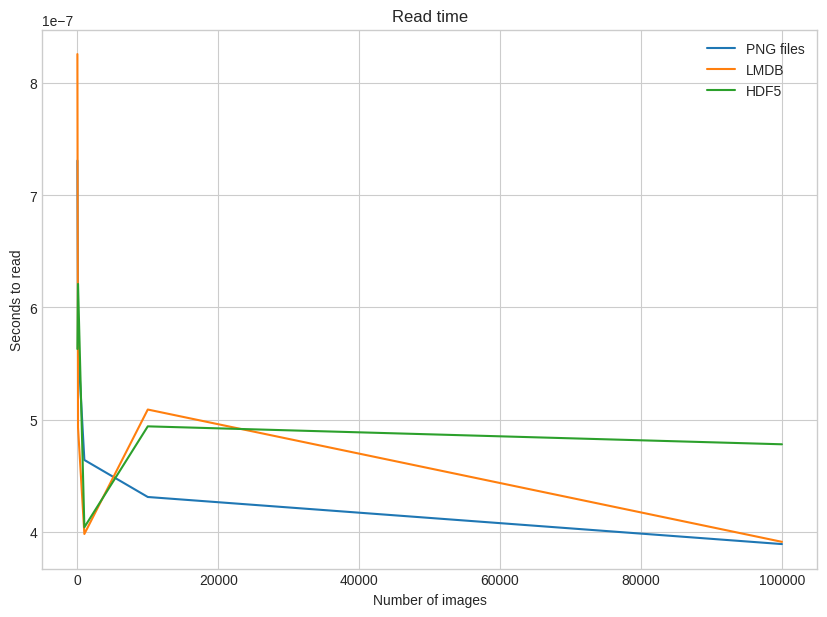 Read time
1e−7
PNG files
LMDB
HDF5
8
7
6
5
4
Seconds to read
0
20000
40000
60000
80000
100000
Number of images